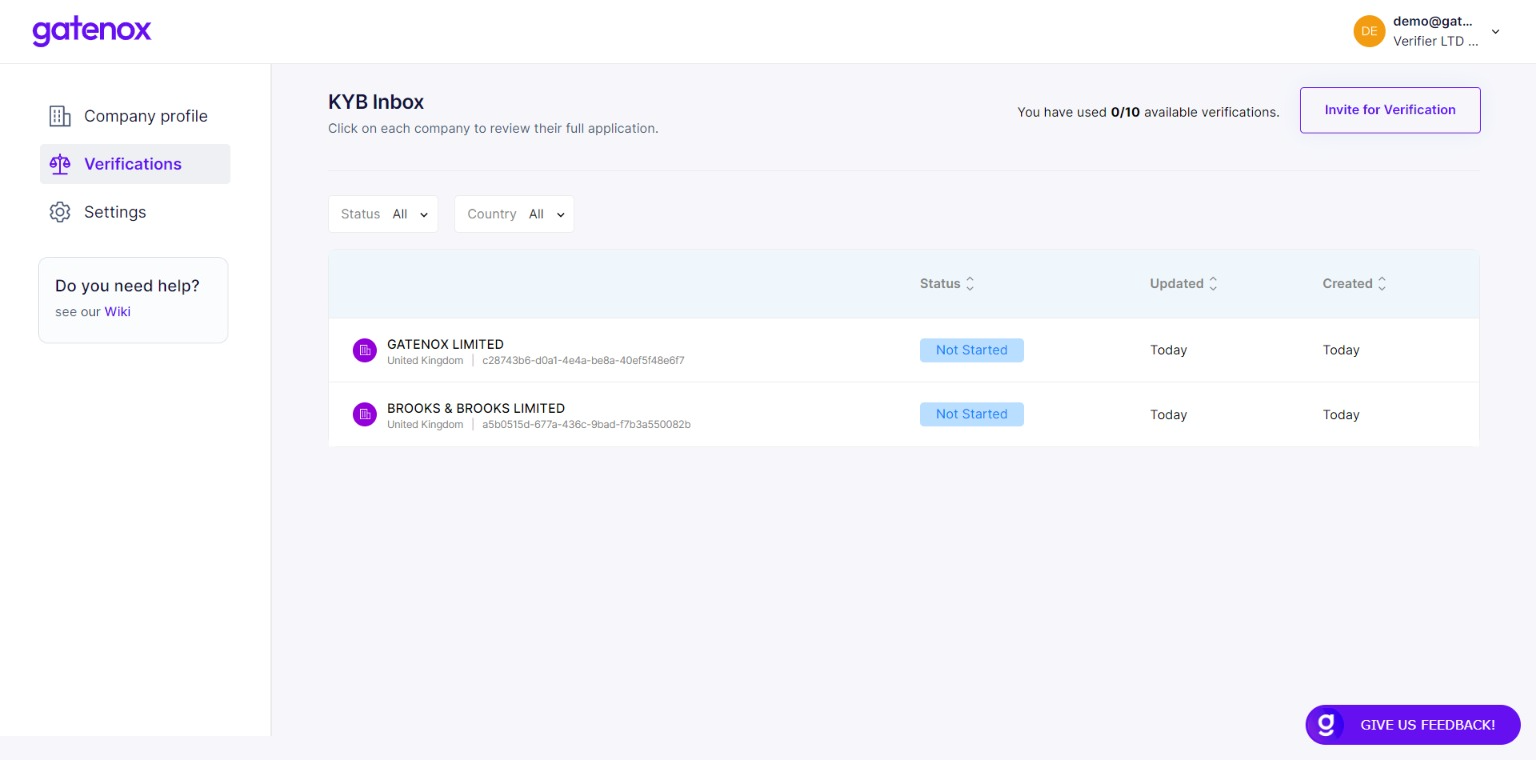 gatenox
DE
demo@gat...
Verifier LTD ...
Company profile
Verifications
Settings
Do you need help?
see our Wiki
KYB Inbox
Click on each company to review their full application.
You have used 0/10 available verifications.
Invite for Verification
Status All
Country All
Status Updated Created
GATENOX LIMITED
United Kingdom | c28743b6-d0a1-4e4a-be8a-40ef5f48e6f7
Not Started Today Today
BROOKS & BROOKS LIMITED
United Kingdom | a5b0515d-677a-436c-9bad-f7b3a550082b
Not Started Today Today
g GIVE US FEEDBACK!